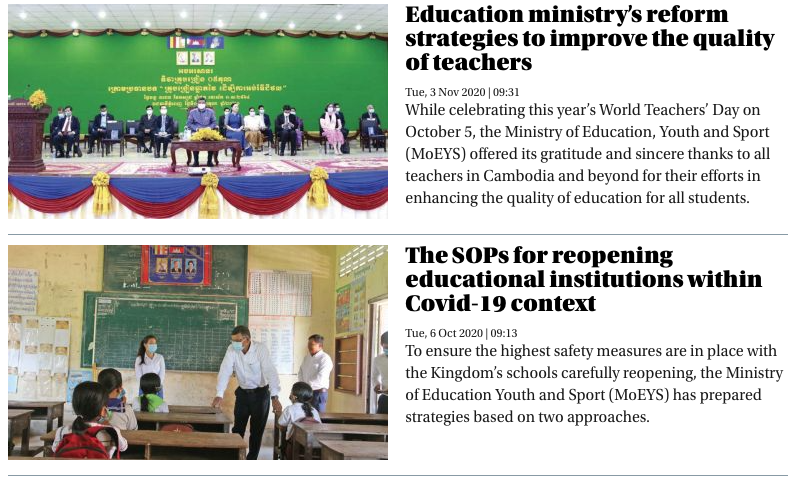 Education ministry's reform
strategies to improve the quality
of teachers
Tue, 3 Nov 2020 | 09:31
While celebrating this year's World Teachers' Day on
October 5, the Ministry of Education, Youth and Sport
(MoEYS) offered its gratitude and sincere thanks to all
teachers in Cambodia and beyond for their efforts in
enhancing the quality of education for all students.
The SOPs for reopening
educational institutions within
Covid-19 context
Tue, 6 Oct 2020 | 09:13
To ensure the highest safety measures are in place with
the Kingdom's schools carefully reopening, the Ministry
of Education Youth and Sport (MoEYS) has prepared
strategies based on two approaches.